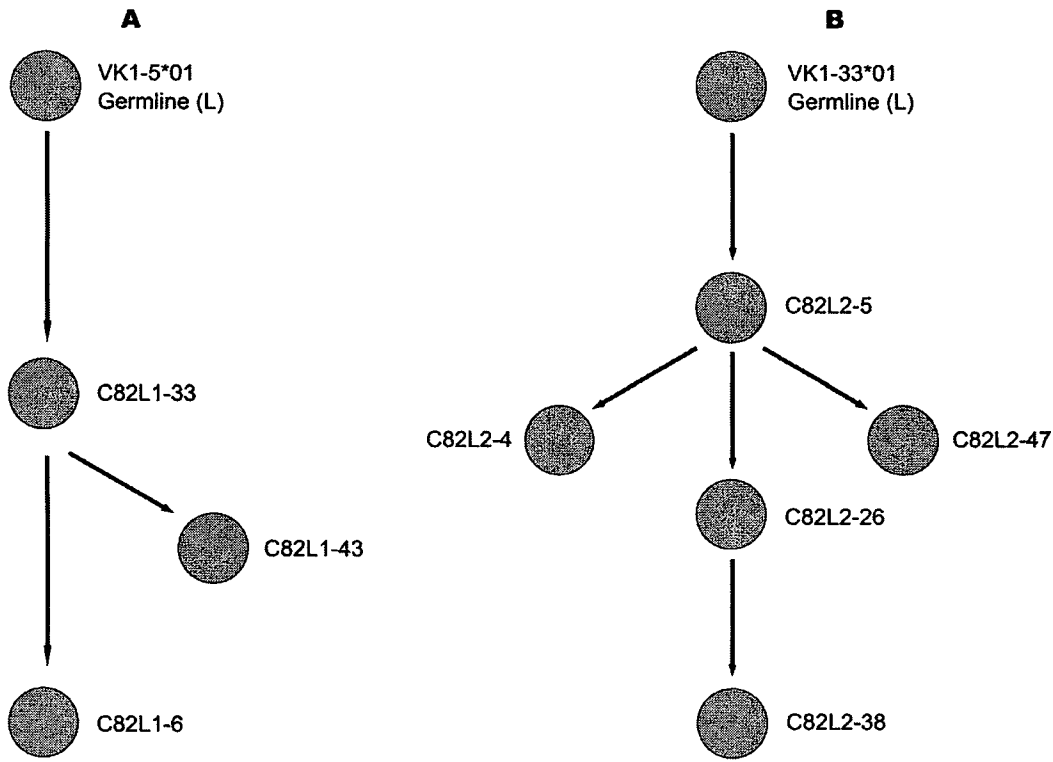 A
VK1-5*01
Germline (L)
C82L1-33
C82L1-43
C82L1-6
B
VK1-33*01
Germline (L)
C82L2-5
C82L2-4
C82L2-47
C82L2-26
C82L2-38